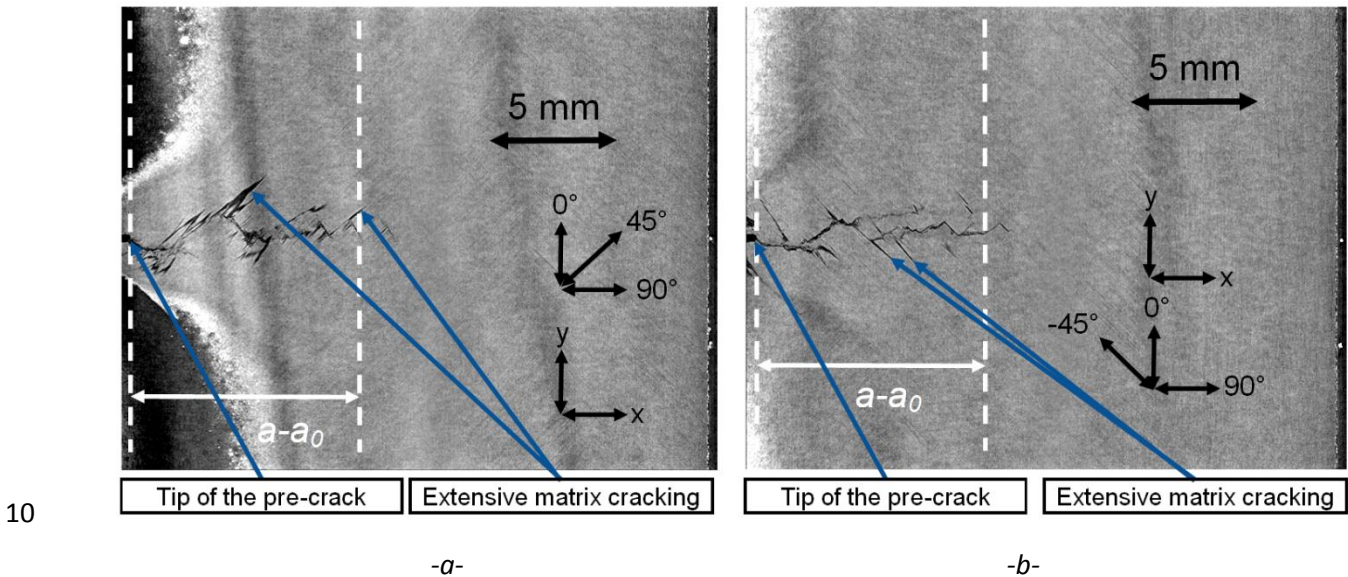 5 mm
0°
45°
90°
y
x
a-a0
Tip of the pre-crack
Extensive matrix cracking
5 mm
y
x
0°
-45°
90°
a-a0
Tip of the pre-crack
Extensive matrix cracking
10
-a-
-b-